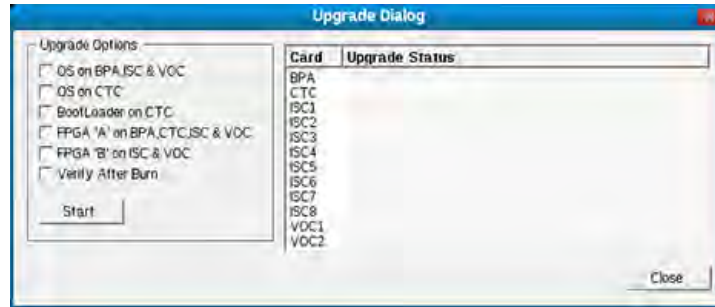 Upgrade Dialog
Upgrade Options
OS on BPA,ISC & VOC
OS on CTC
BootLoader on CTC
FPGA 'A' on BPA,CTC,ISC & VOC
FPGA 'B' on ISC & VOC
Verify After Burn
Start
Card Upgrade Status
BPA
CTC
ISC1
ISC2
ISC3
ISC4
ISC5
ISC6
ISC7
ISC8
VOC1
VOC2
Close